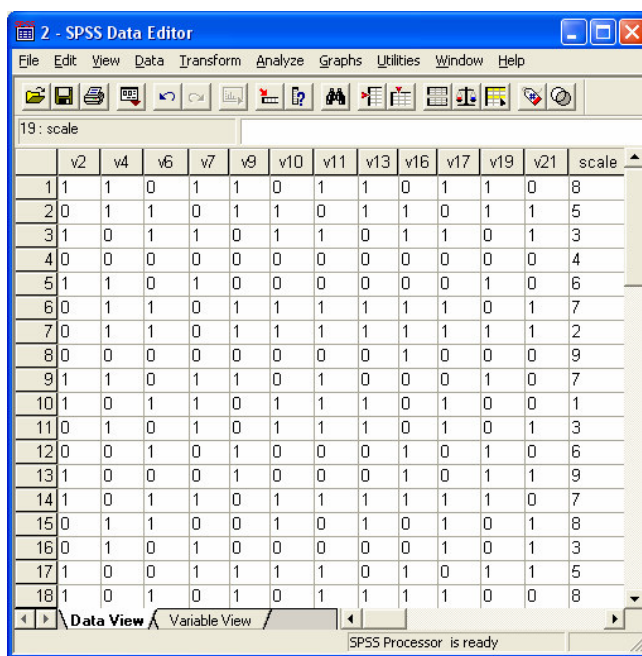 2 - SPSS Data Editor
File Edit View Data Transform Analyze Graphs Utilities Window Help
19 : scale
v2 v4 v6 v7 v9 v10 v11 v13 v16 v17 v19 v21 scale
1 1 1 0 1 1 0 1 1 0 1 1 0 8
2 0 1 1 0 1 1 0 1 1 0 1 1 5
3 1 0 1 1 0 1 1 0 1 1 0 1 3
4 0 0 0 0 0 0 0 0 0 0 0 0 4
5 1 1 0 1 0 0 0 0 0 0 1 0 6
6 0 1 1 0 1 1 1 1 1 1 0 1 7
7 0 1 1 0 1 1 1 1 1 1 1 1 2
8 0 0 0 0 0 0 0 0 1 0 0 0 9
9 1 1 0 1 1 0 1 0 0 0 1 0 7
10 1 0 1 1 0 1 1 1 0 1 0 0 1
11 0 1 0 1 0 1 1 1 0 1 0 1 3
12 0 0 1 0 1 0 0 0 1 0 1 0 6
13 1 0 0 0 1 0 0 0 1 0 1 1 9
14 1 0 1 1 0 1 1 1 1 1 1 0 7
15 0 1 1 0 0 1 0 1 0 1 0 1 8
16 0 1 0 1 0 0 0 0 0 1 0 1 3
17 1 0 0 1 1 1 1 0 1 0 1 1 5
18 1 0 1 0 1 0 1 1 1 1 0 0 8
Data View Variable View
SPSS Processor is ready